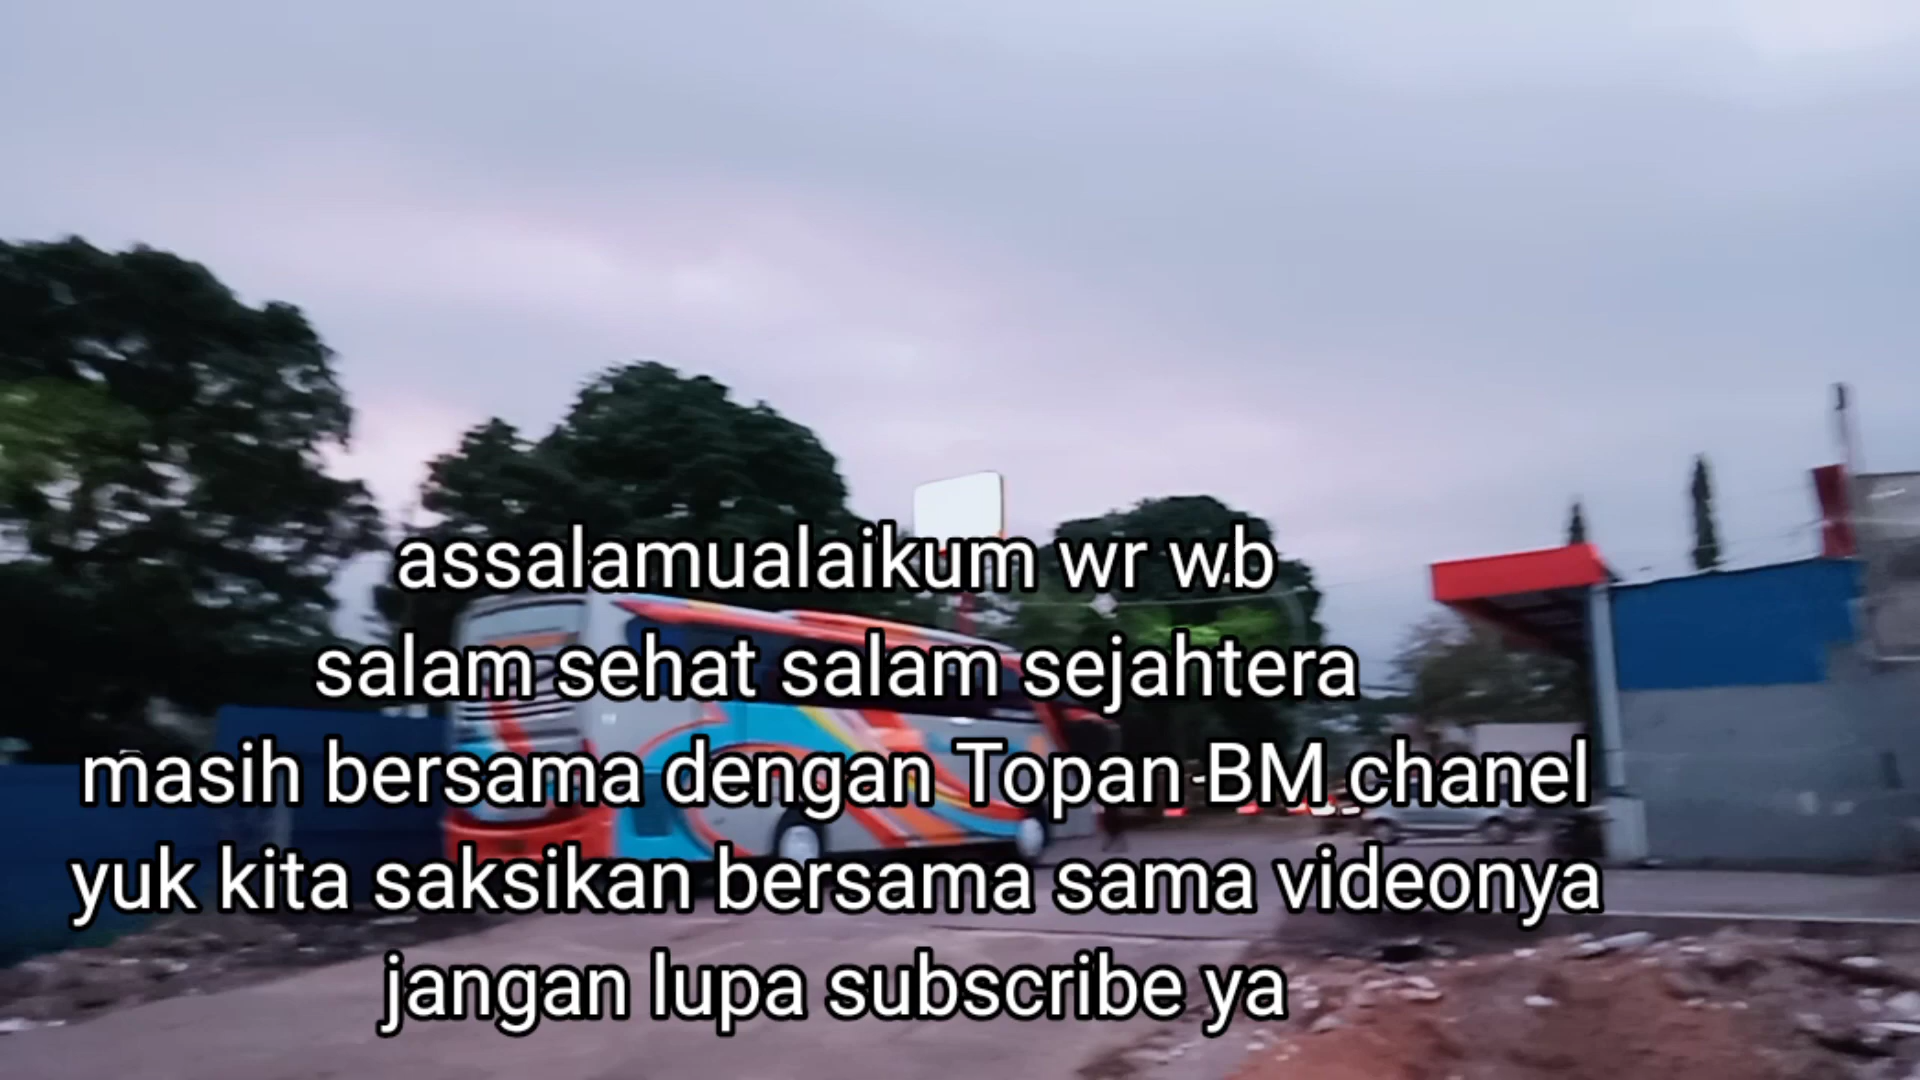 assalamualaikum wr wb
salam sehat salam sejahtera
masih bersama dengan Topan BM chanel
yuk kita saksikan bersama sama videonya
jangan lupa subscribe ya